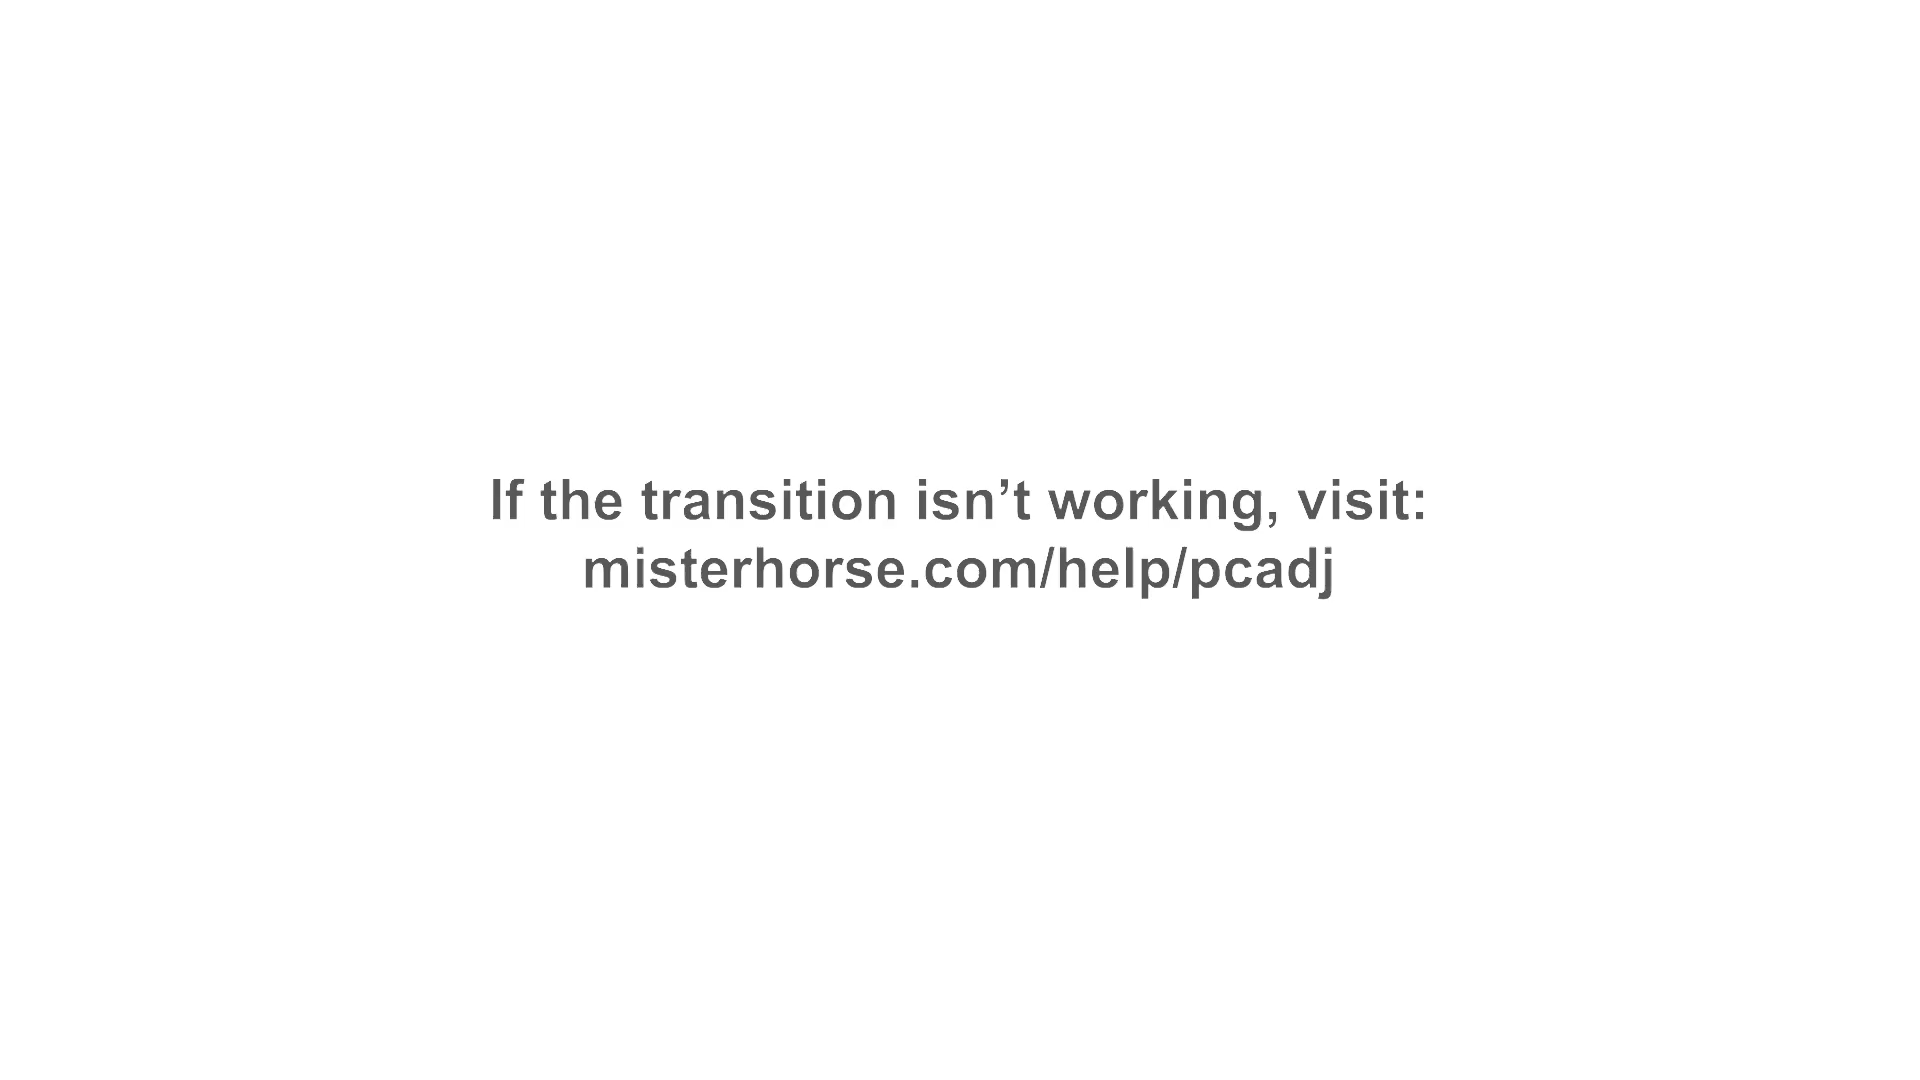 If the transition isn’t working, visit:
misterhorse.com/help/pcadj